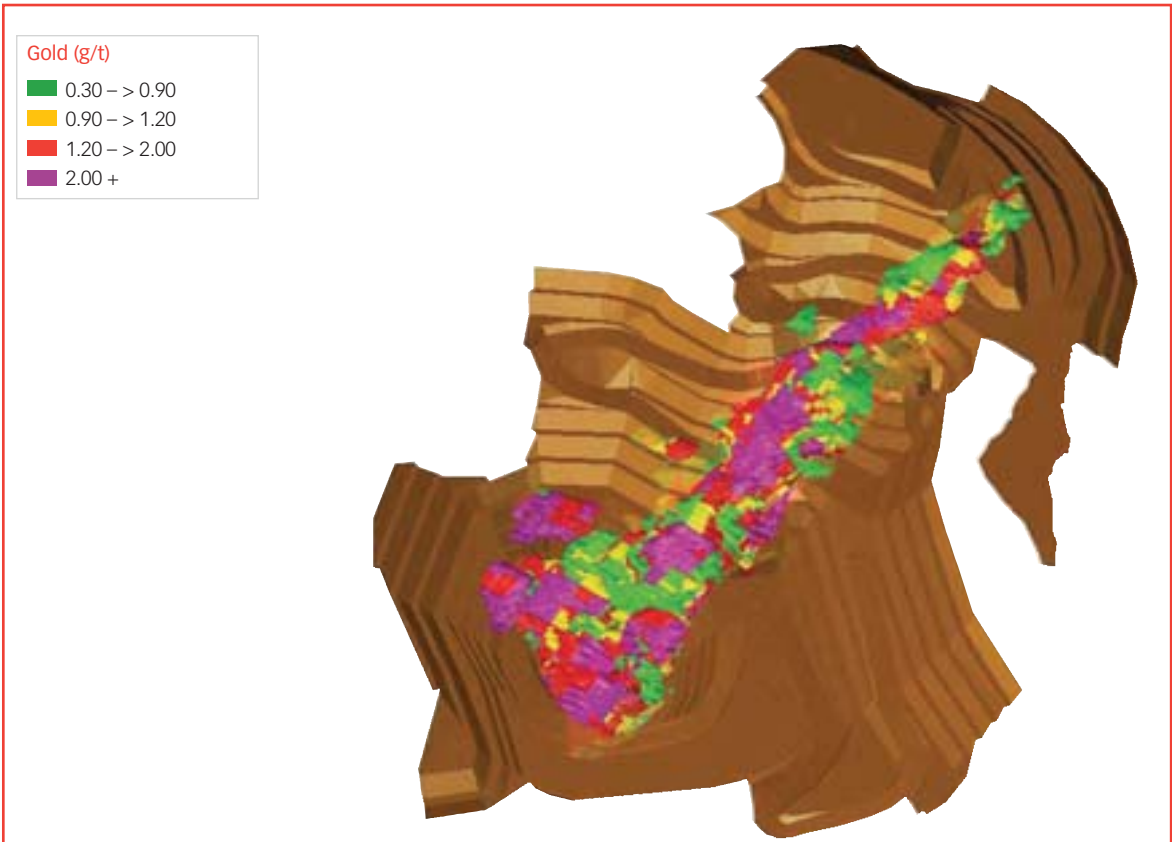 Gold (g/t)
0.30 – > 0.90
0.90 – > 1.20
1.20 – > 2.00
2.00 +